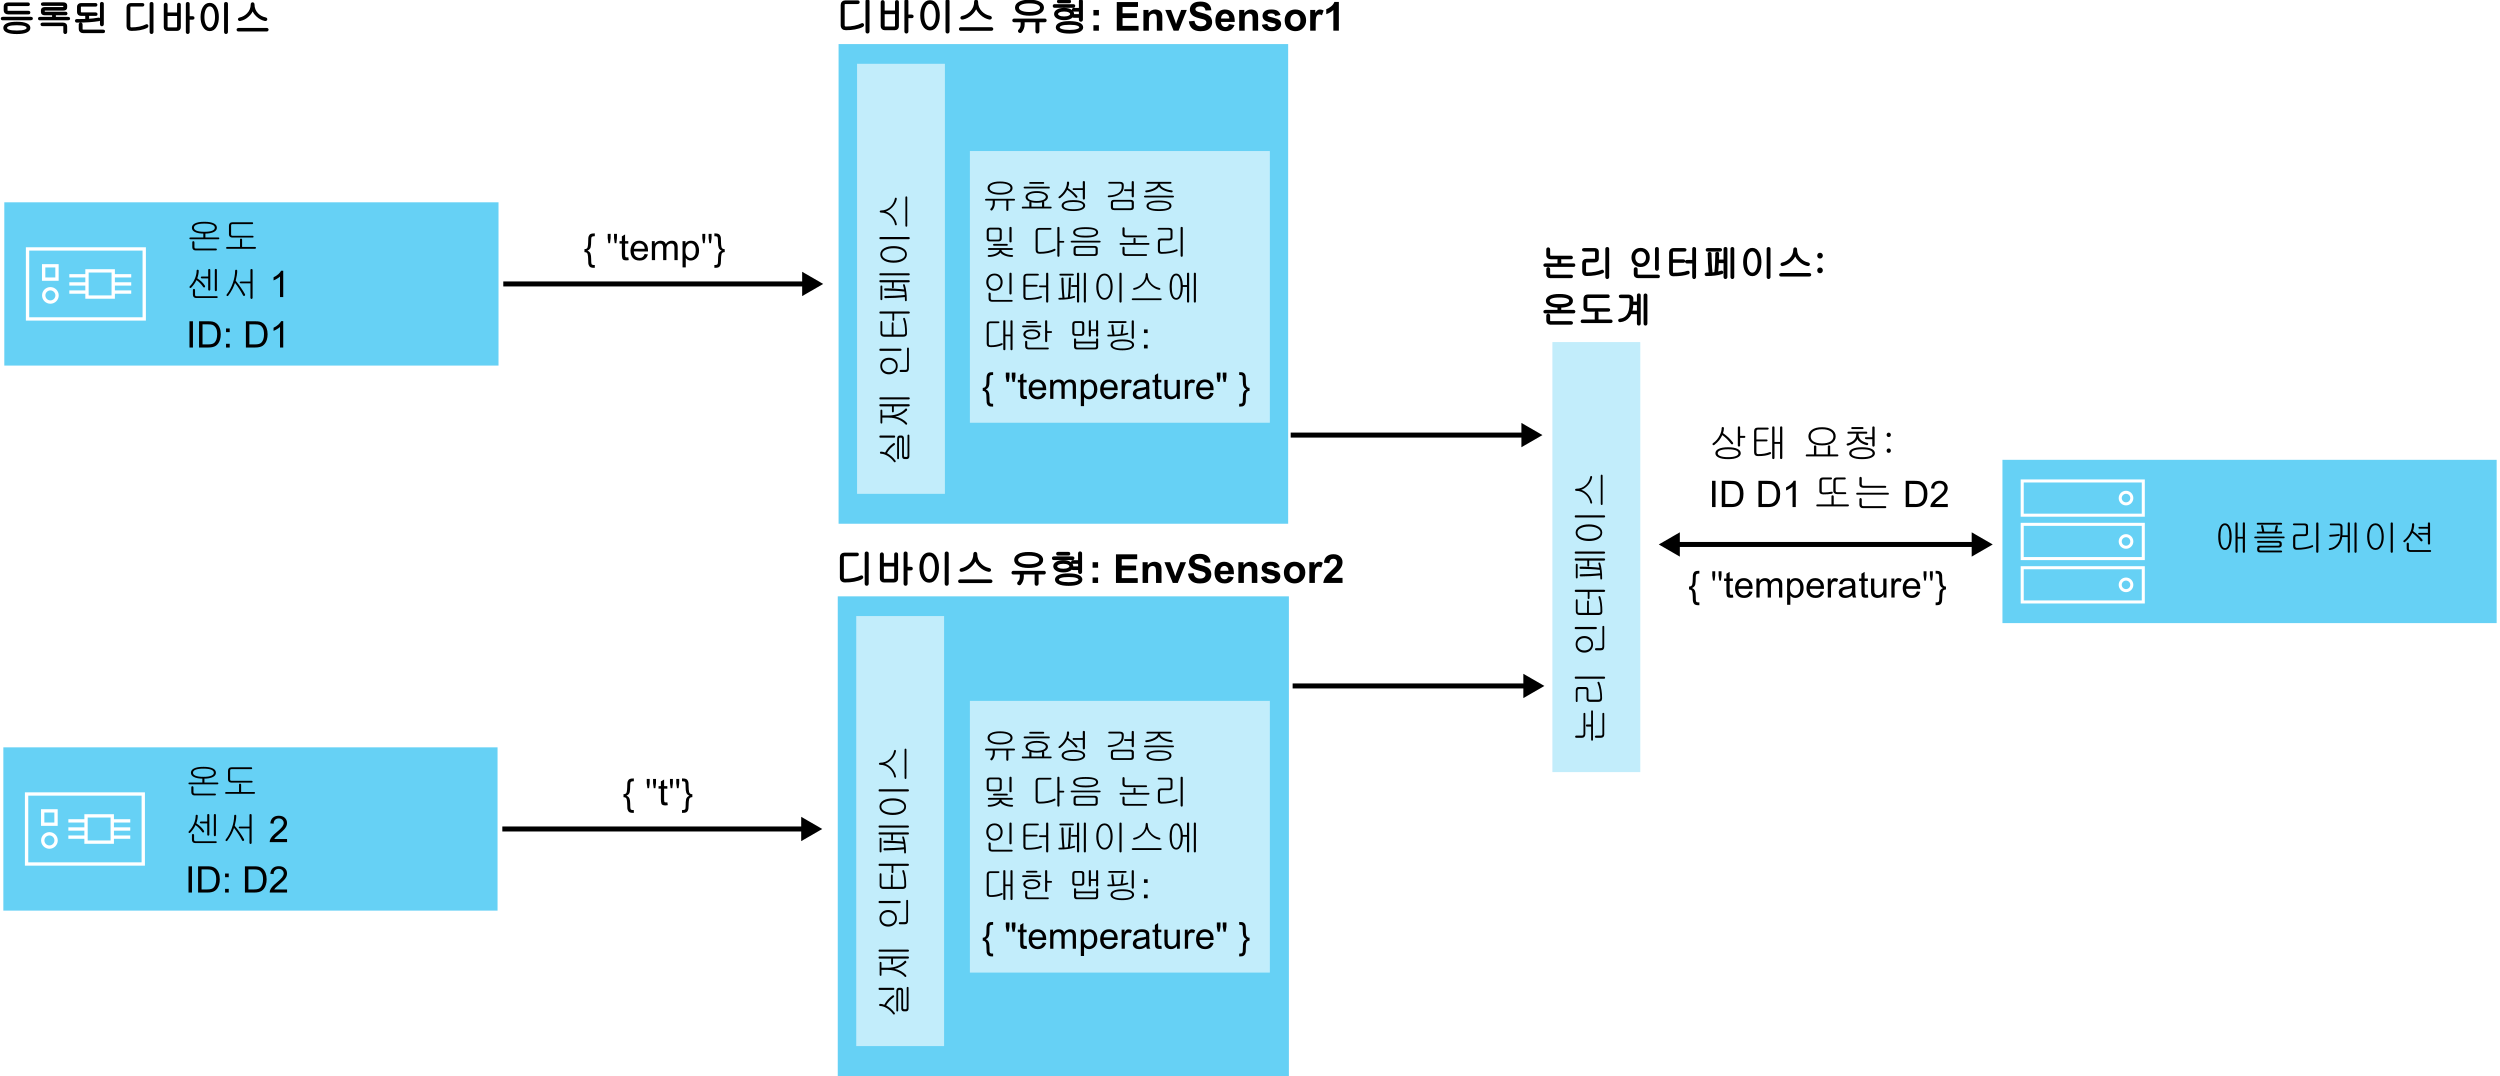 등록된 디바이스
온도
센서 1
ID: D1
{ "temp"}
디바이스 유형: EnvSensor1
실제 인터페이스
유효성 검증
및 다음 논리
인터페이스에
대한 맵핑:
{ "temperature" }
온도
센서 2
ID: D2
{ "t"}
디바이스 유형: EnvSensor2
실제 인터페이스
유효성 검증
및 다음 논리
인터페이스에
대한 맵핑:
{ "temperature" }
논리 인터페이스:
온도계
논리 인터페이스
상태 요청:
ID D1 또는 D2
{ "temperature"}
애플리케이션